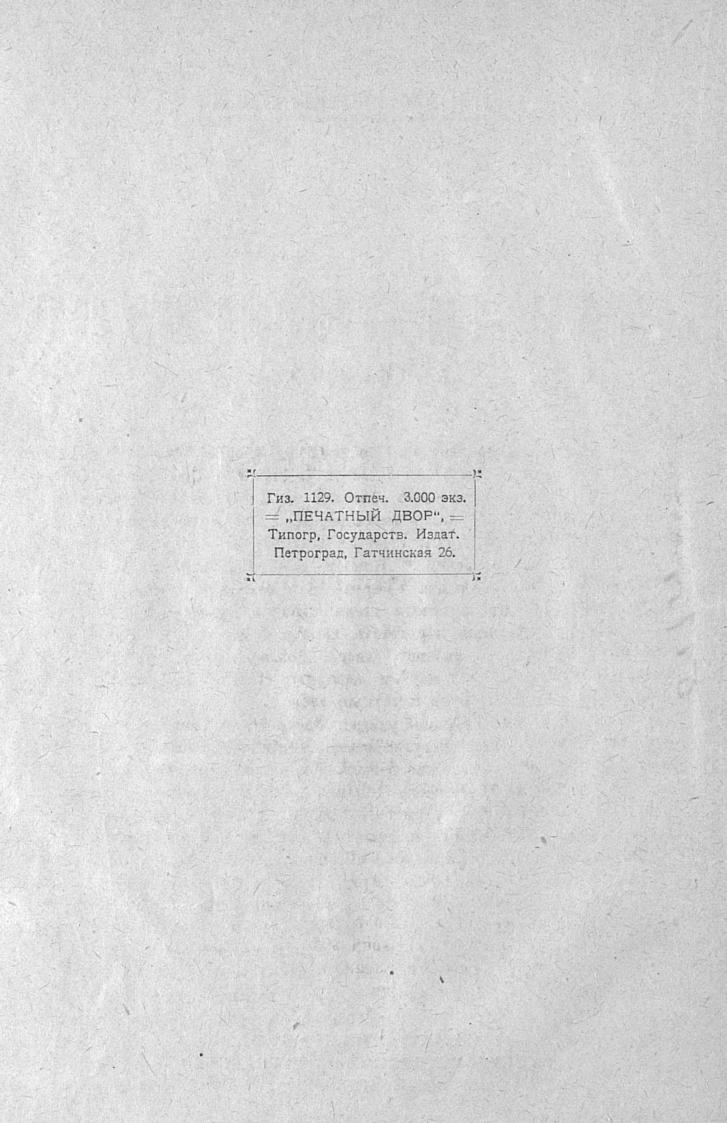 Гиз. 1129. Отпеч. 3.000 экз.
„ПЕЧАТНЫЙ ДВОР“,
Типогр, Государств. Издат.
Петроград, Гатчинская 26.